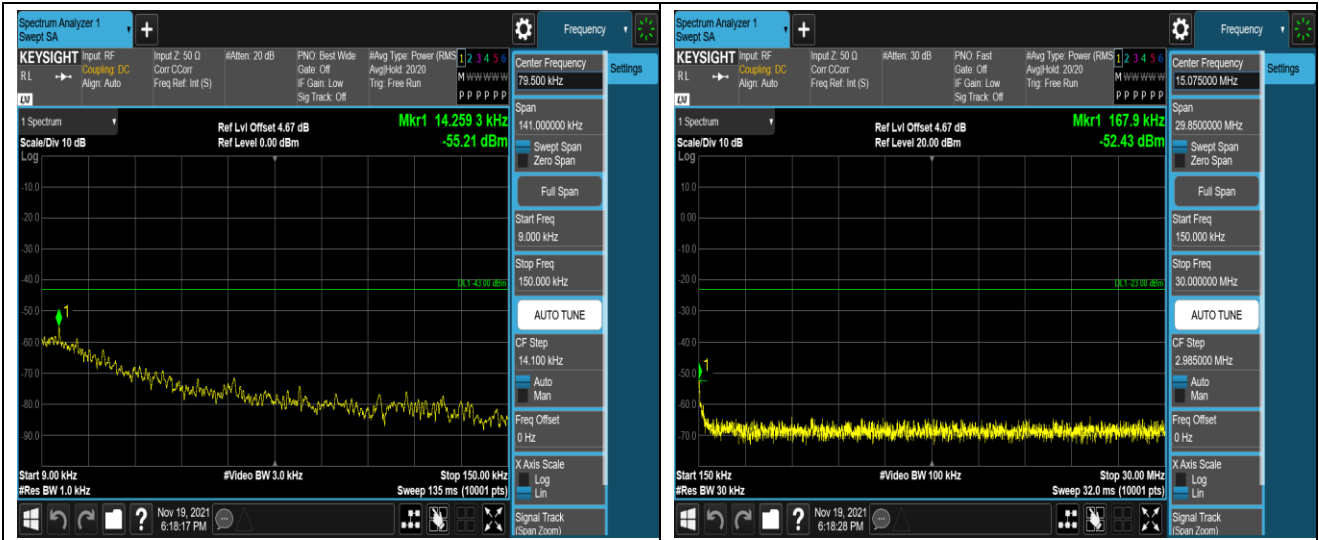 Spectrum Analyzer 1
Swept SA
Frequency
KEYSIGHT
RL
LXI
Input: RF
Coupling: DC
Align: Auto
Input Z: 50 Ω
Corr CCorr
Freq Ref: Int (S)
#Atten: 20 dB
PNO: Best Wide
Gate: Off
IF Gain: Low
Sig Track: Off
#Avg Type: Power (RMS
Avg|Hold: 20/20
Trig: Free Run
1 2 3 4 5 6
M W W W W W
P P P P P P
1 Spectrum
Scale/Div 10 dB
Log
Ref Lvl Offset 4.67 dB
Ref Level 0.00 dBm
Mkr1 14.259 3 kHz
-55.21 dBm
-10.0
-20.0
-30.0
-40.0
DL1 -43.00 dBm
-50.0
1
-60.0
-70.0
-80.0
-90.0
Start 9.00 kHz
#Video BW 3.0 kHz
Stop 150.00 kHz
#Res BW 1.0 kHz
Sweep 135 ms (10001 pts)
?
Nov 19, 2021
6:18:17 PM
Center Frequency
79.500 kHz
Settings
Span
141.000000 kHz
Swept Span
Zero Span
Full Span
Start Freq
9.000 kHz
Stop Freq
150.000 kHz
AUTO TUNE
CF Step
14.100 kHz
Auto
Man
Freq Offset
0 Hz
X Axis Scale
Log
Lin
Signal Track
(Span Zoom)
Spectrum Analyzer 1
Swept SA
Frequency
KEYSIGHT
RL
LXI
Input: RF
Coupling: DC
Align: Auto
Input Z: 50 Ω
Corr CCorr
Freq Ref: Int (S)
#Atten: 30 dB
PNO: Fast
Gate: Off
IF Gain: Low
Sig Track: Off
#Avg Type: Power (RMS
Avg|Hold: 20/20
Trig: Free Run
1 2 3 4 5 6
M W W W W W
P P P P P P
1 Spectrum
Scale/Div 10 dB
Log
Ref Lvl Offset 4.67 dB
Ref Level 20.00 dBm
Mkr1 167.9 kHz
-52.43 dBm
10.0
0.00
-10.0
-20.0
DL1 -23.00 dBm
-30.0
-40.0
1
-50.0
-60.0
-70.0
Start 150 kHz
#Video BW 100 kHz
Stop 30.00 MHz
#Res BW 30 kHz
Sweep 32.0 ms (10001 pts)
?
Nov 19, 2021
6:18:28 PM
Center Frequency
15.075000 MHz
Settings
Span
29.8500000 MHz
Swept Span
Zero Span
Full Span
Start Freq
150.000 kHz
Stop Freq
30.000000 MHz
AUTO TUNE
CF Step
2.985000 MHz
Auto
Man
Freq Offset
0 Hz
X Axis Scale
Log
Lin
Signal Track
(Span Zoom)